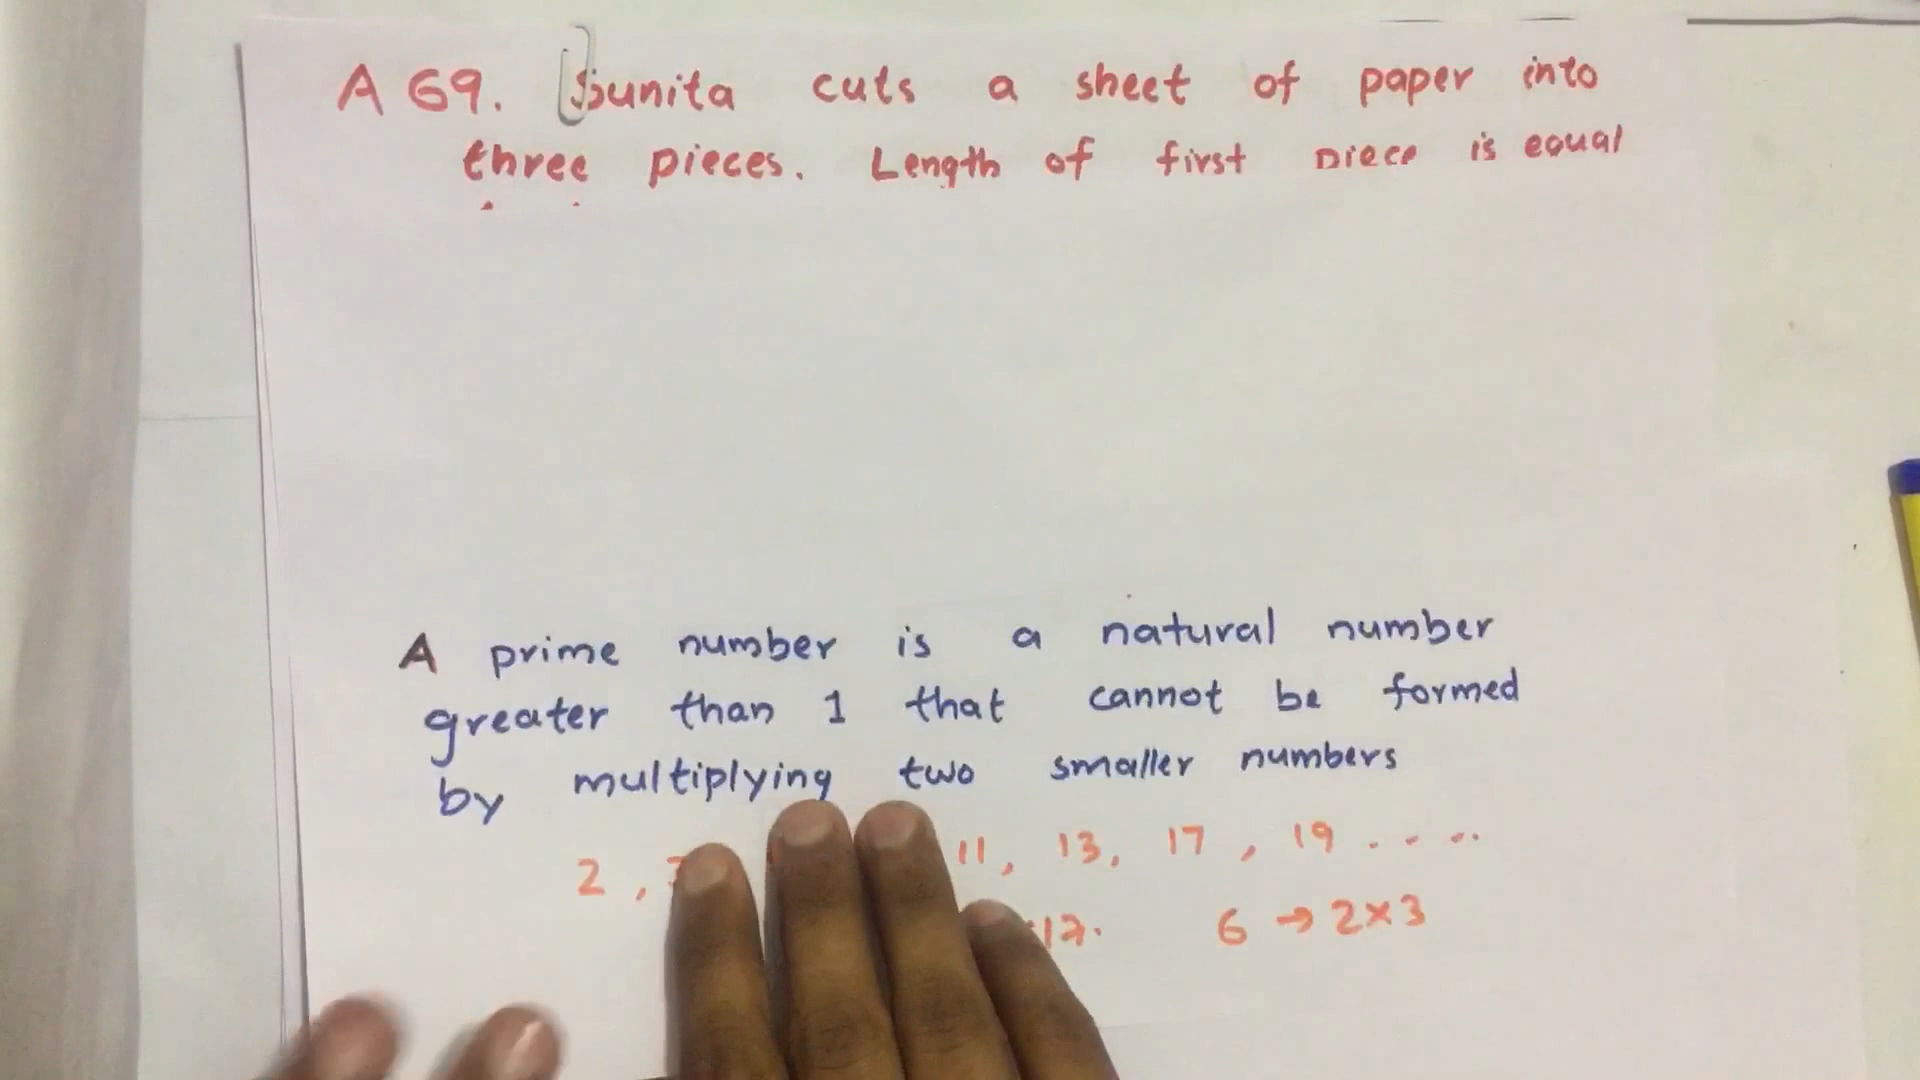 A 69. Sunita cuts a sheet of paper into
three pieces. Length of first piece is equal
A prime number is a natural number
greater than 1 that cannot be formed
by multiplying two smaller numbers
2, 11, 13, 17, 19 . . . .
6 → 2×3